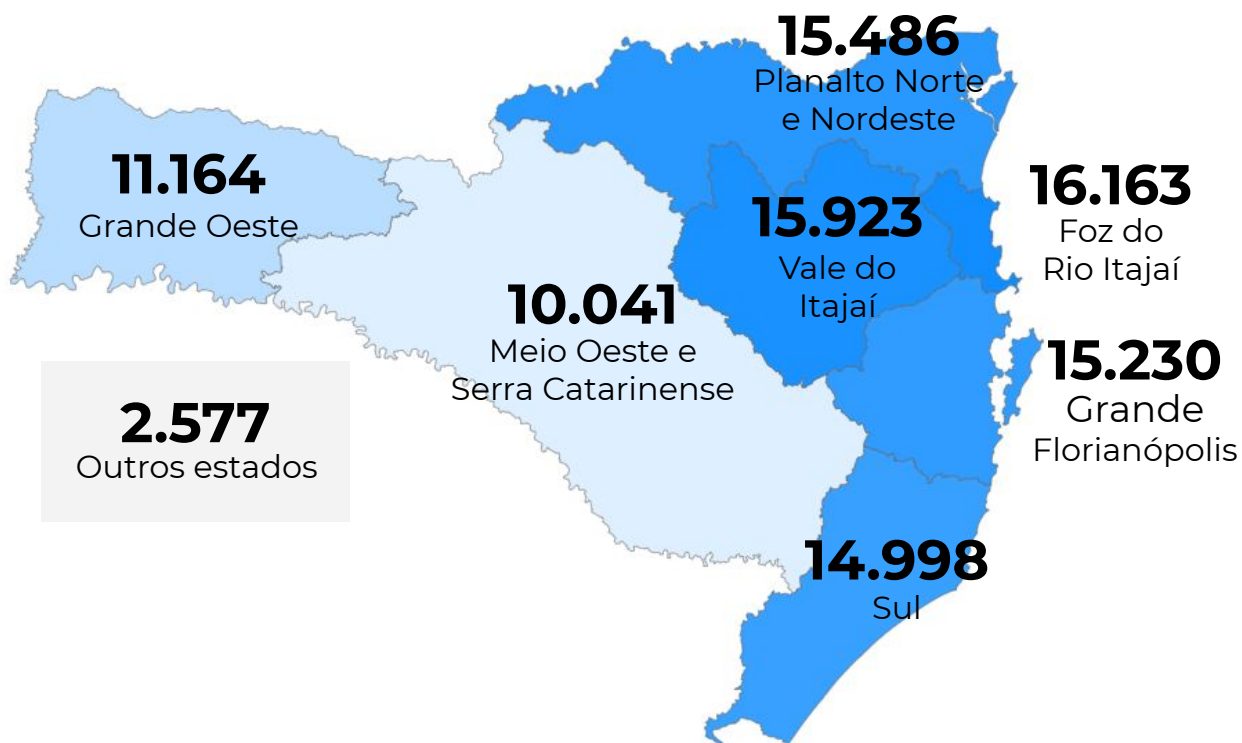 15.486
Planalto Norte
e Nordeste
11.164
Grande Oeste
16.163
Foz do
Rio Itajaí
15.923
Vale do
Itajaí
10.041
Meio Oeste e
Serra Catarinense
15.230
Grande
Florianópolis
2.577
Outros estados
14.998
Sul